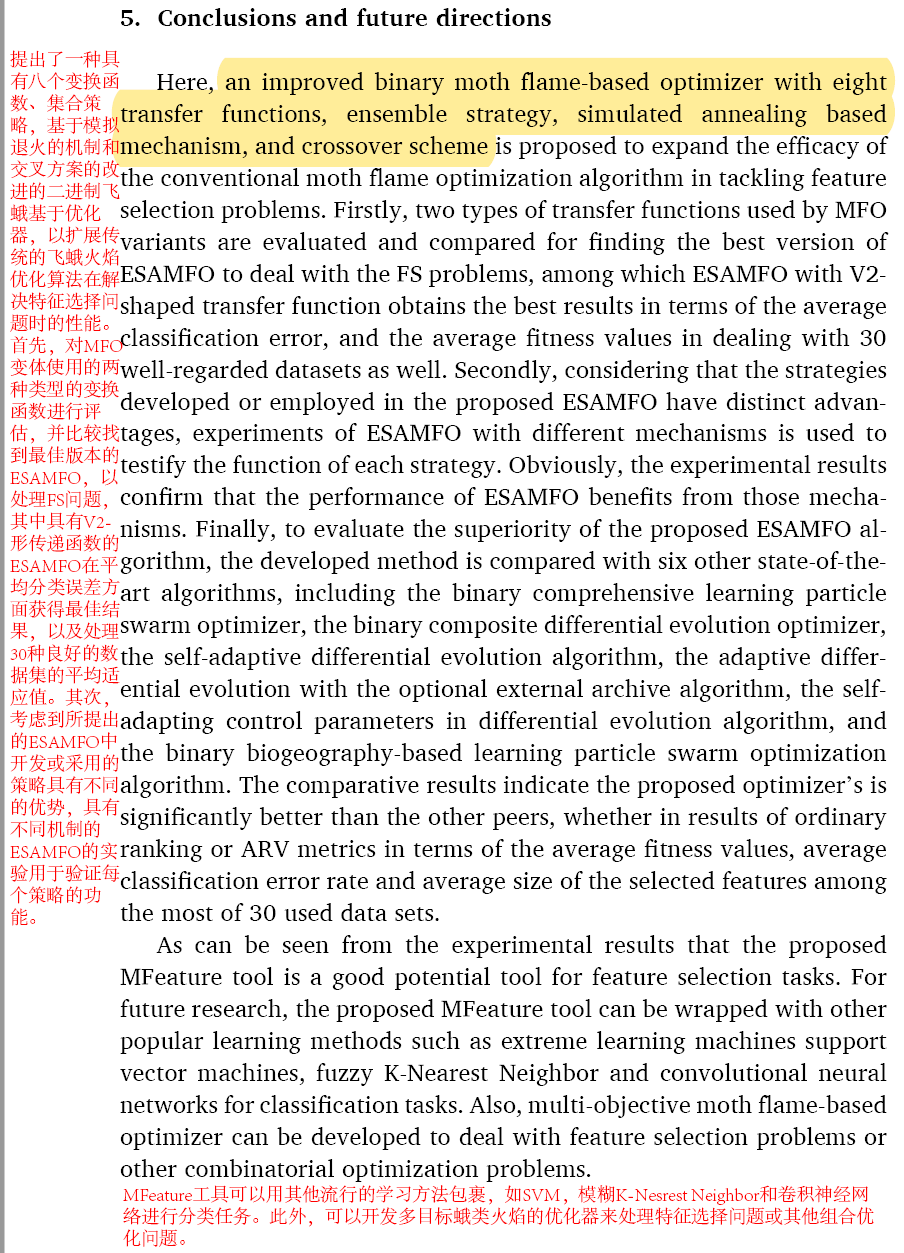 5. Conclusions and future directions
提出了一种具
有八个变换函
数、集合策
略，基于模拟
退火的机制和
交叉方案的改
进的二进制飞
蛾基于优化
器，以扩展传
统的飞蛾火焰
优化算法在解
决特征选择问
题时的性能。
首先，对MFO
变体使用的两
种类型的变换
函数进行评
估，并比较找
到最佳版本的
ESAMFO，以
处理FS问题，
其中具有V2-
形传递函数的
ESAMFO在平
均分类误差方
面获得最佳结
果，以及处理
30种良好的数
据集的平均适
应值。其次，
考虑到所提出
的ESAMFO中
开发或采用的
策略具有不同
的优势，具有
不同机制的
ESAMFO的实
验用于验证每
个策略的功
能。
Here, an improved binary moth flame-based optimizer with eight
transfer functions, ensemble strategy, simulated annealing based
mechanism, and crossover scheme is proposed to expand the efficacy of
the conventional moth flame optimization algorithm in tackling feature
selection problems. Firstly, two types of transfer functions used by MFO
variants are evaluated and compared for finding the best version of
ESAMFO to deal with the FS problems, among which ESAMFO with V2-
shaped transfer function obtains the best results in terms of the average
classification error, and the average fitness values in dealing with 30
well-regarded datasets as well. Secondly, considering that the strategies
developed or employed in the proposed ESAMFO have distinct advan-
tages, experiments of ESAMFO with different mechanisms is used to
testify the function of each strategy. Obviously, the experimental results
confirm that the performance of ESAMFO benefits from those mecha-
nisms. Finally, to evaluate the superiority of the proposed ESAMFO al-
gorithm, the developed method is compared with six other state-of-the-
art algorithms, including the binary comprehensive learning particle
swarm optimizer, the binary composite differential evolution optimizer,
the self-adaptive differential evolution algorithm, the adaptive differ-
ential evolution with the optional external archive algorithm, the self-
adapting control parameters in differential evolution algorithm, and
the binary biogeography-based learning particle swarm optimization
algorithm. The comparative results indicate the proposed optimizer's is
significantly better than the other peers, whether in results of ordinary
ranking or ARV metrics in terms of the average fitness values, average
classification error rate and average size of the selected features among
the most of 30 used data sets.
As can be seen from the experimental results that the proposed
MFeature tool is a good potential tool for feature selection tasks. For
future research, the proposed MFeature tool can be wrapped with other
popular learning methods such as extreme learning machines support
vector machines, fuzzy K-Nearest Neighbor and convolutional neural
networks for classification tasks. Also, multi-objective moth flame-based
optimizer can be developed to deal with feature selection problems or
other combinatorial optimization problems.
MFeature工具可以用其他流行的学习方法包裹，如SVM，模糊K-Nesrest Neighbor和卷积神经网
络进行分类任务。此外，可以开发多目标蛾类火焰的优化器来处理特征选择问题或其他组合优
化问题。